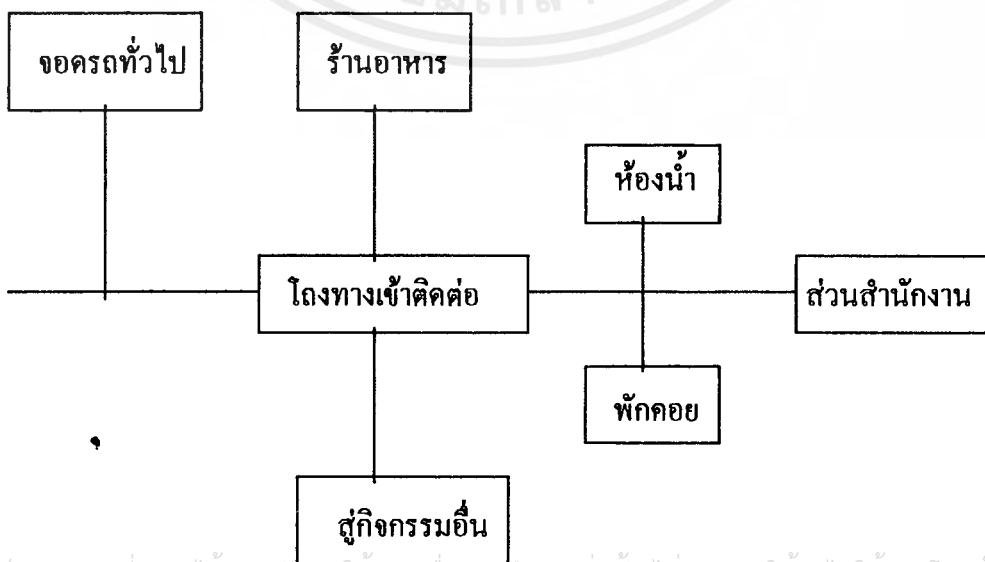 จอดรถทั่วไป
ร้านอาหาร
ห้องน้ำ
โถงทางเข้าติดต่อ
ส่วนสำนักงาน
พักคอย
สู่กิจกรรมอื่น